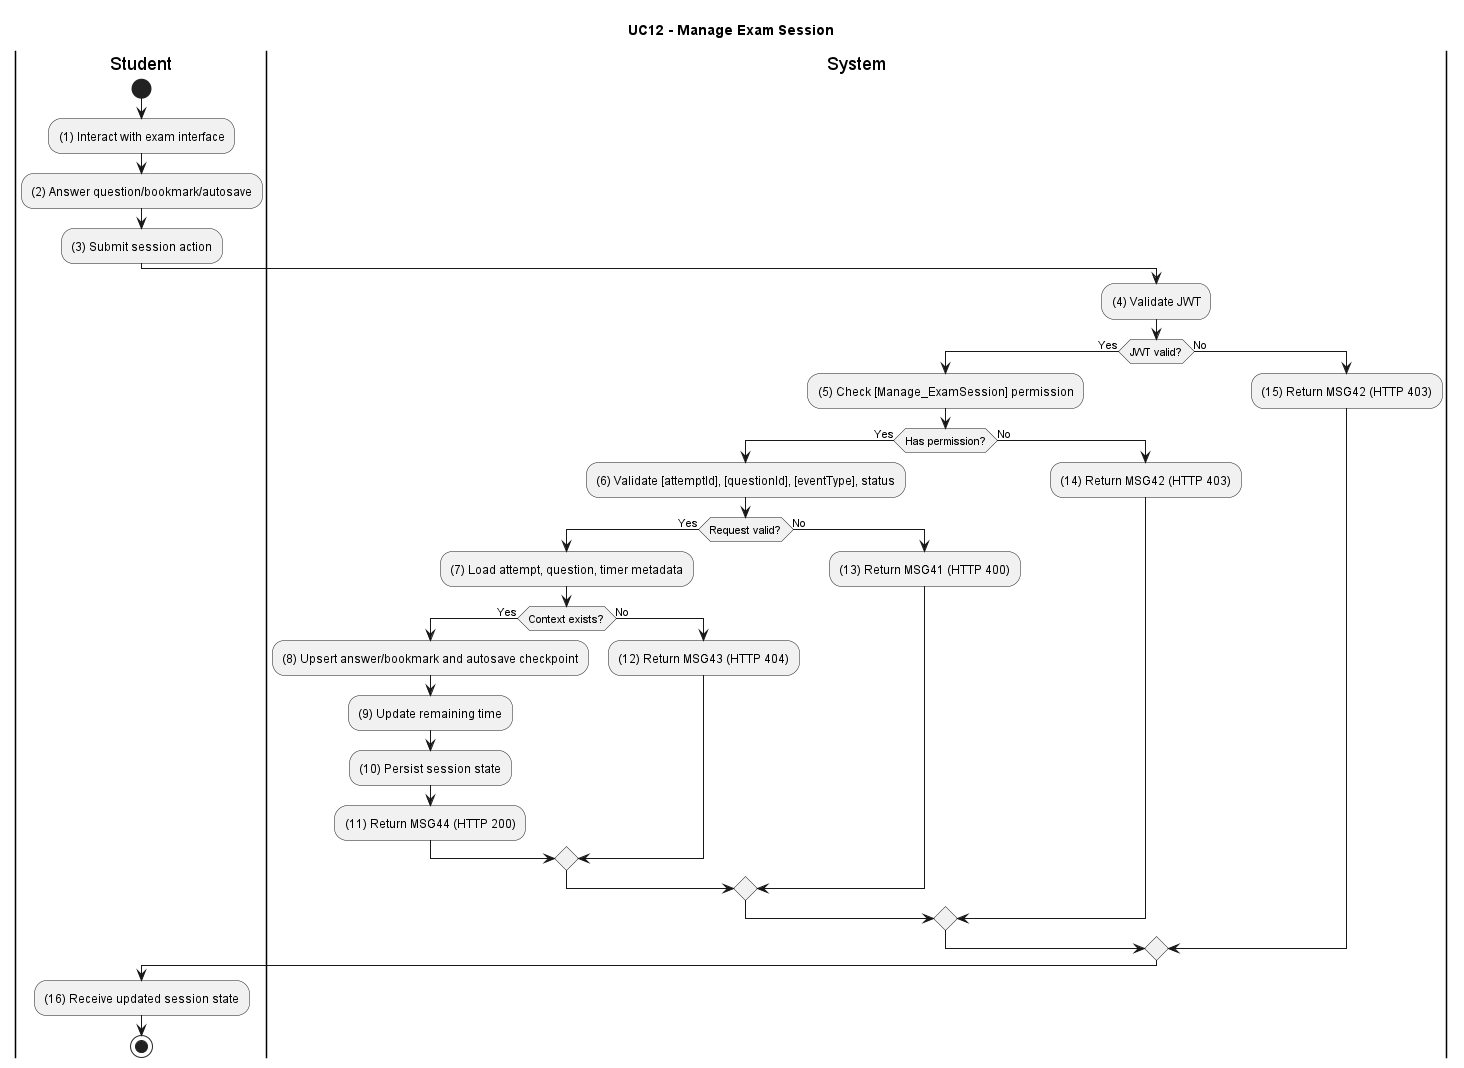 UC12 - Manage Exam Session
Student
System
(1) Interact with exam interface
(2) Answer question/bookmark/autosave
(3) Submit session action
(4) Validate JWT
Yes
JWT valid?
No
(5) Check [Manage_ExamSession] permission
(15) Return MSG42 (HTTP 403)
Yes
Has permission?
No
(6) Validate [attemptId], [questionId], [eventType], status
(14) Return MSG42 (HTTP 403)
Yes
Request valid?
No
(7) Load attempt, question, timer metadata
(13) Return MSG41 (HTTP 400)
Yes
Context exists?
No
(8) Upsert answer/bookmark and autosave checkpoint
(12) Return MSG43 (HTTP 404)
(9) Update remaining time
(10) Persist session state
(11) Return MSG44 (HTTP 200)
(16) Receive updated session state